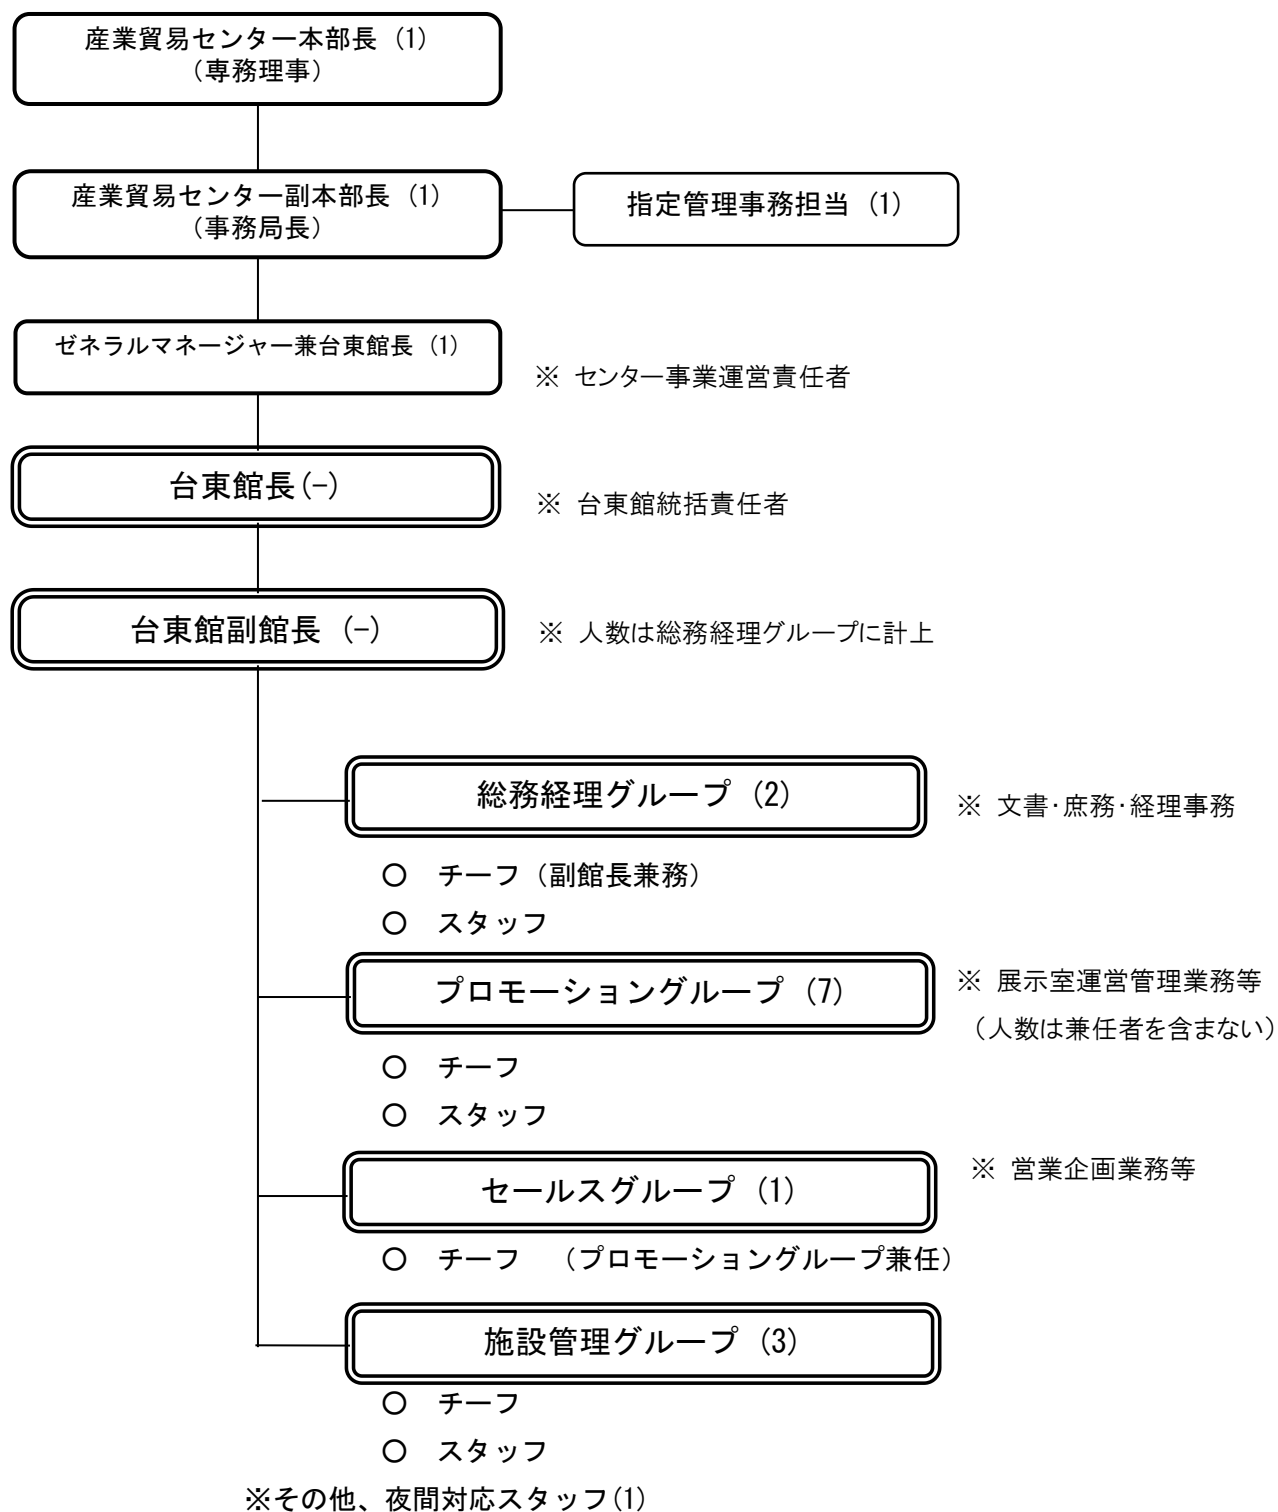 産業貿易センター本部長 (1)
(専務理事)
産業貿易センター副本部長 (1)
(事務局長)
指定管理事務担当 (1)
ゼネラルマネージャー兼台東館長 (1)
※ センター事業運営責任者
台東館長(-)
※ 台東館統括責任者
台東館副館長 (-)
※ 人数は総務経理グループに計上
総務経理グループ (2)
※ 文書・庶務・経理事務
○ チーフ (副館長兼務)
○ スタッフ
プロモーショングループ (7)
※ 展示室運営管理業務等
(人数は兼任者を含まない)
○ チーフ
○ スタッフ
セールスグループ (1)
※ 営業企画業務等
○ チーフ (プロモーショングループ兼任)
施設管理グループ (3)
○ チーフ
○ スタッフ
※その他、夜間対応スタッフ(1)